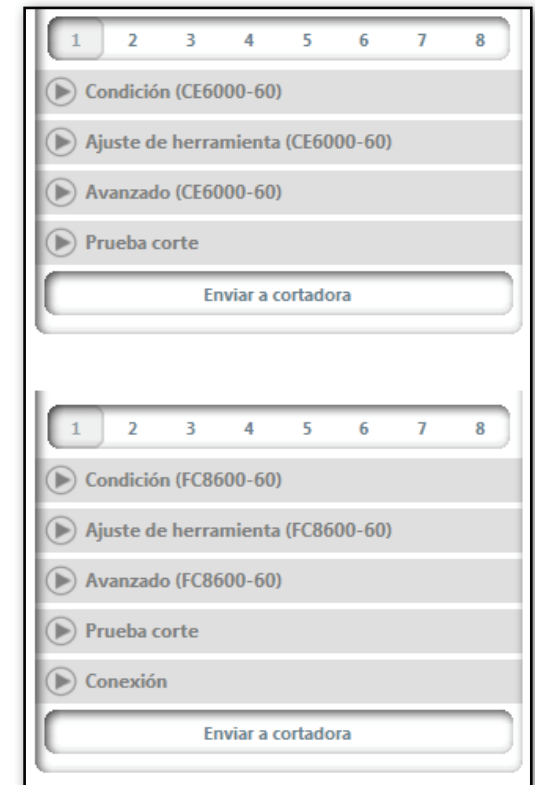 1 2 3 4 5 6 7 8
Condición (CE6000-60)
Ajuste de herramienta (CE6000-60)
Avanzado (CE6000-60)
Prueba corte
Enviar a cortadora
1 2 3 4 5 6 7 8
Condición (FC8600-60)
Ajuste de herramienta (FC8600-60)
Avanzado (FC8600-60)
Prueba corte
Conexión
Enviar a cortadora